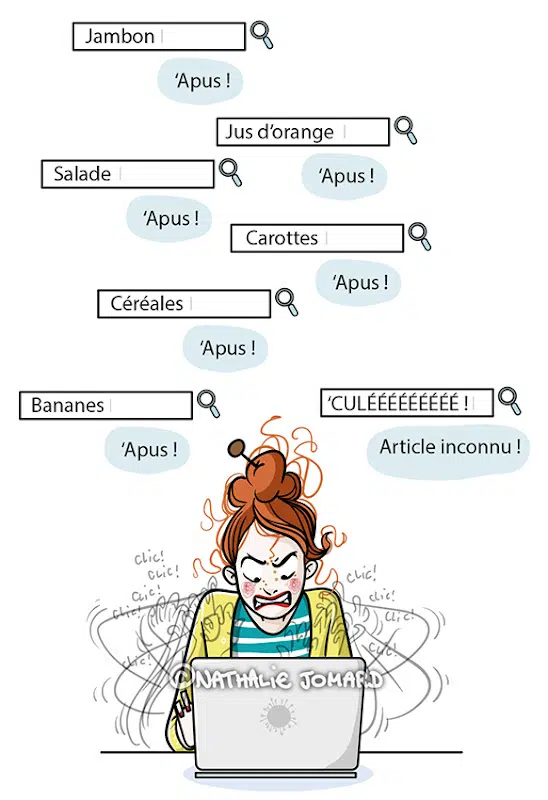 Jambon
‘Apus !
Jus d’orange
‘Apus !
Salade
‘Apus !
Carottes
‘Apus !
Céréales
‘Apus !
Bananes
‘Apus !
‘CULÉÉÉÉÉÉÉÉÉ !
Article inconnu !
clic!
clic!
clic!
clic!
clic!
clic!
clic!
clic!
©NATHALIE JOMARD